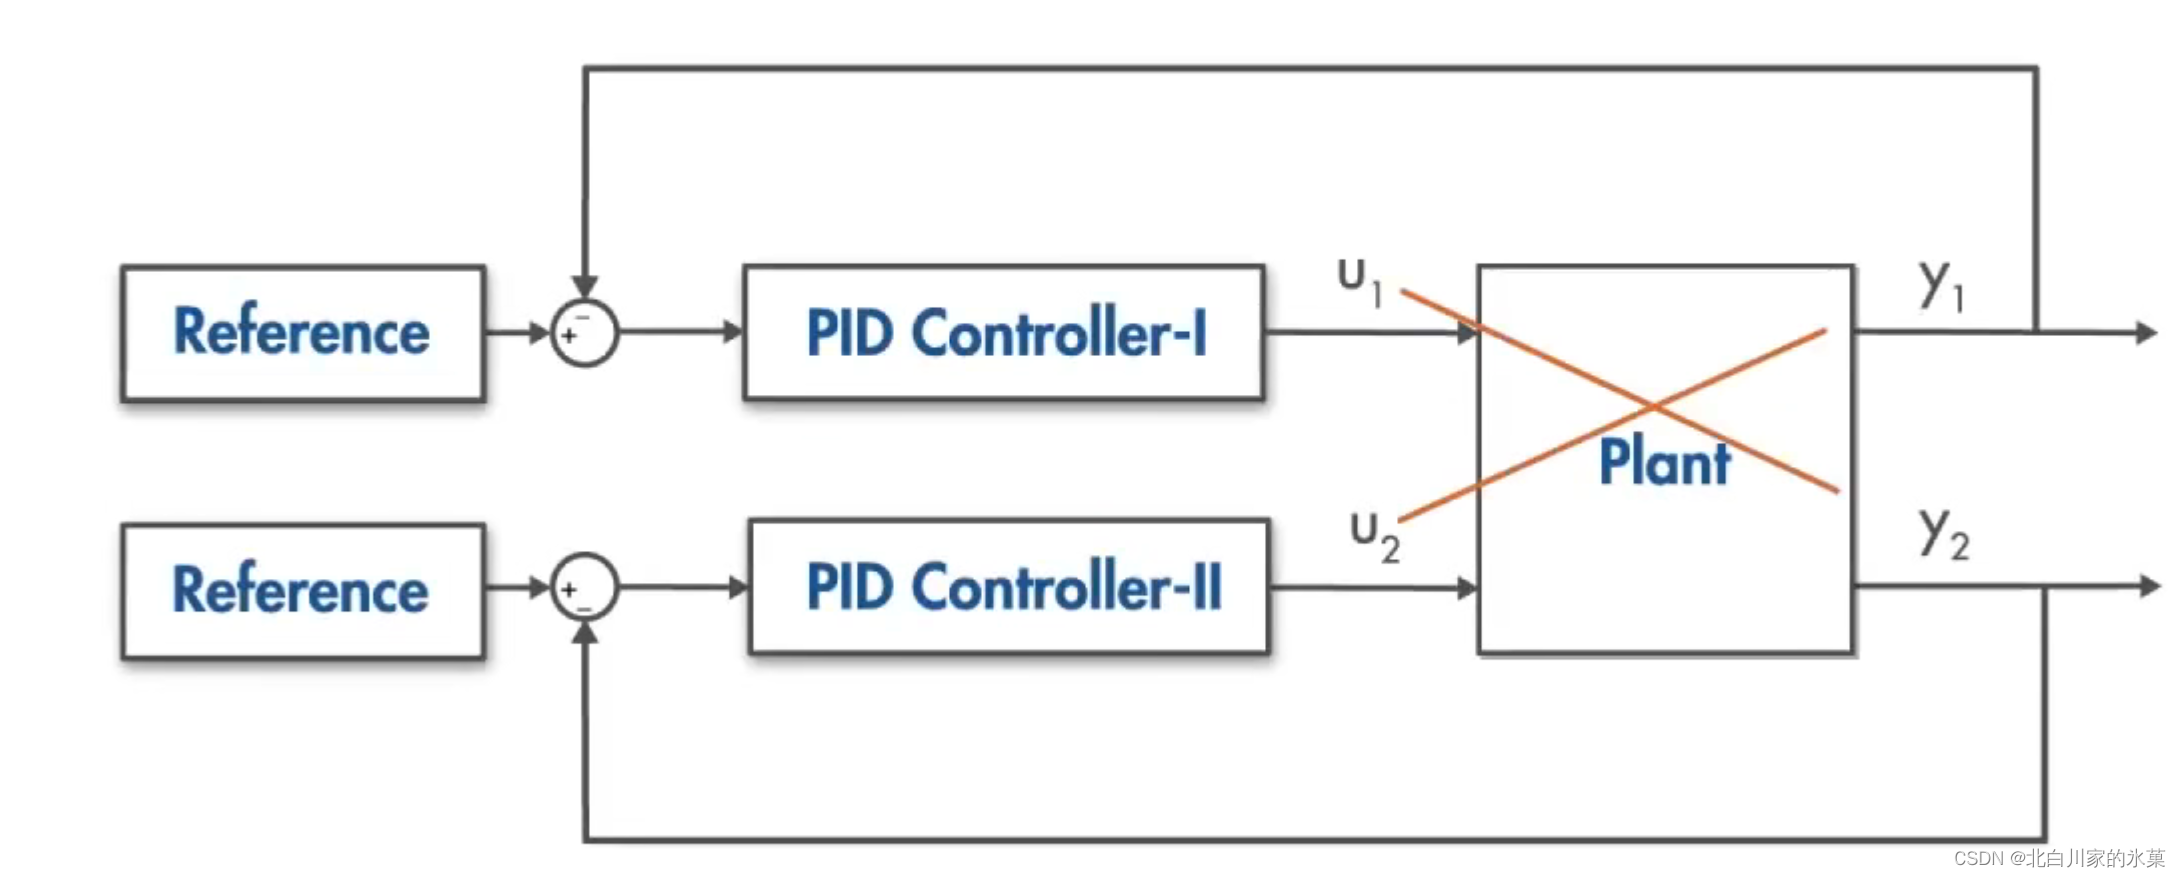 u₁
y₁
Reference
+
−
PID Controller-I
Plant
u₂
y₂
Reference
+
−
PID Controller-II
CSDN @北白川家的氷菓